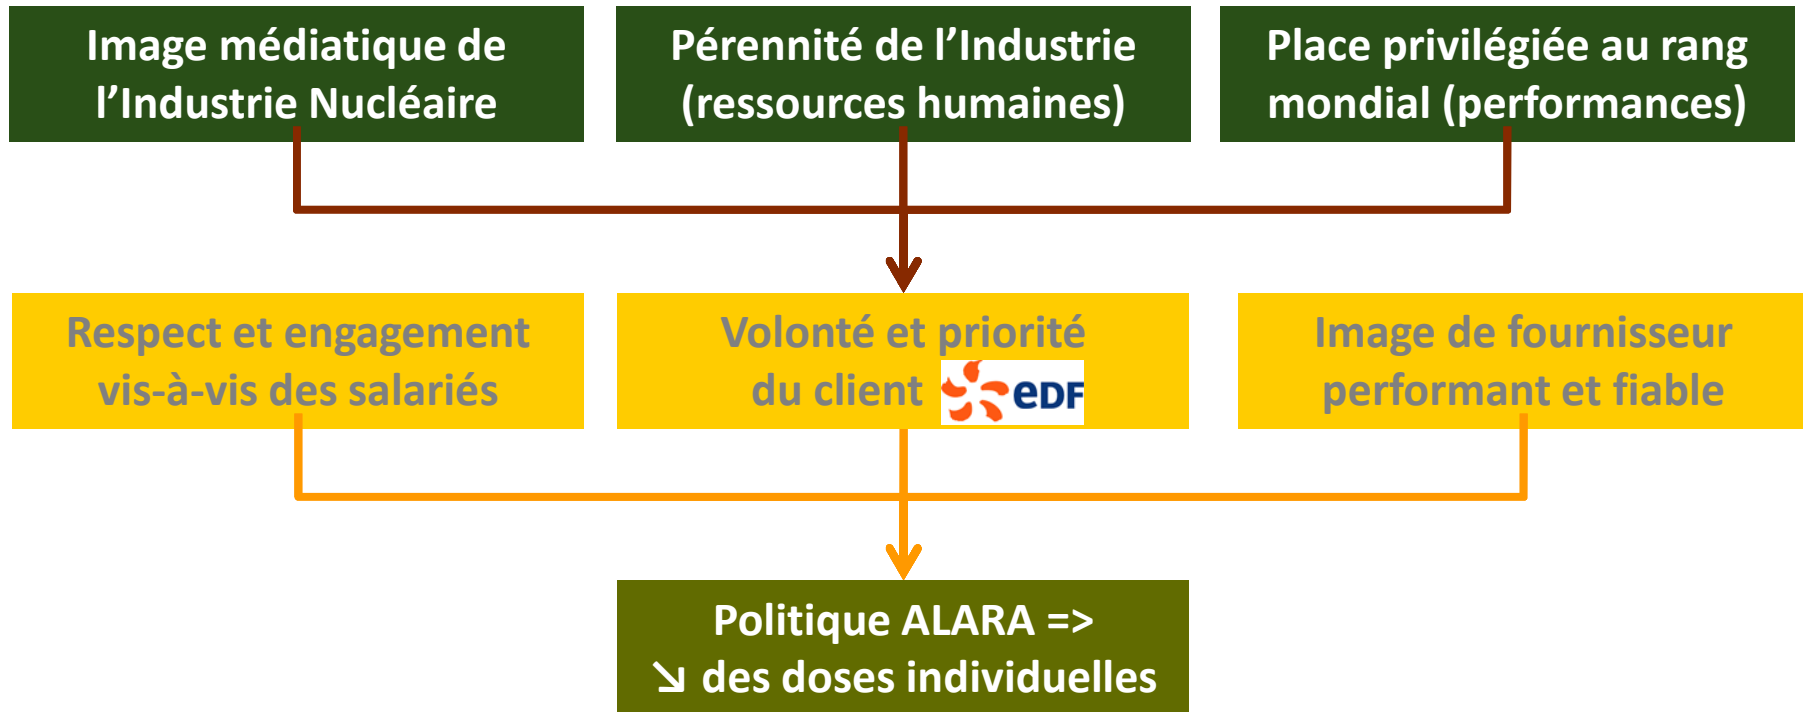 Image médiatique de
l’Industrie Nucléaire
Pérennité de l’Industrie
(ressources humaines)
Place privilégiée au rang
mondial (performances)
Respect et engagement
vis-à-vis des salariés
Volonté et priorité
du client eDF
Image de fournisseur
performant et fiable
Politique ALARA =>
↘ des doses individuelles